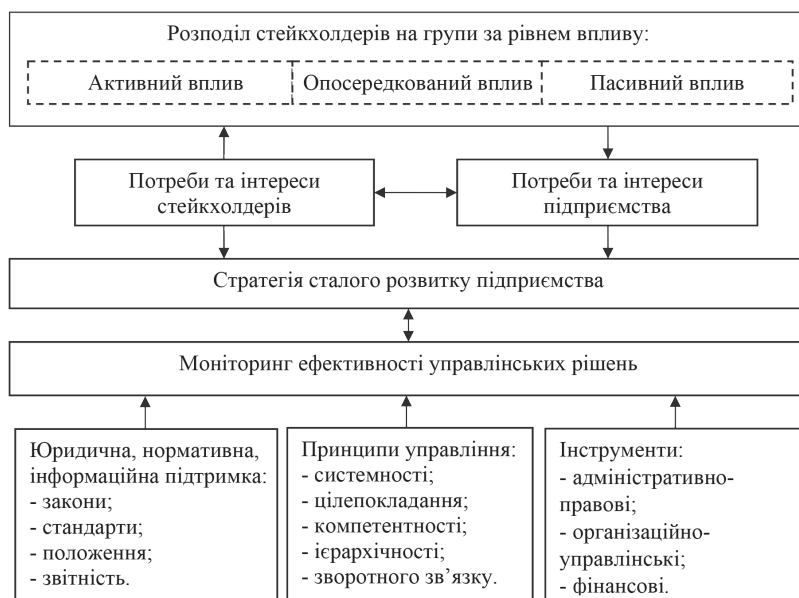 Розподіл стейкхолдерів на групи за рівнем впливу:
Активний вплив
Опосередкований вплив
Пасивний вплив
Потреби та інтереси
стейкхолдерів
Потреби та інтереси
підприємства
Стратегія сталого розвитку підприємства
Моніторинг ефективності управлінських рішень
Юридична, нормативна,
інформаційна підтримка:
- закони;
- стандарти;
- положення;
- звітність.
Принципи управління:
- системності;
- цілепокладання;
- компетентності;
- ієрархічності;
- зворотного зв’язку.
Інструменти:
- адміністративно-
правові;
- організаційно-
управлінські;
- фінансові.